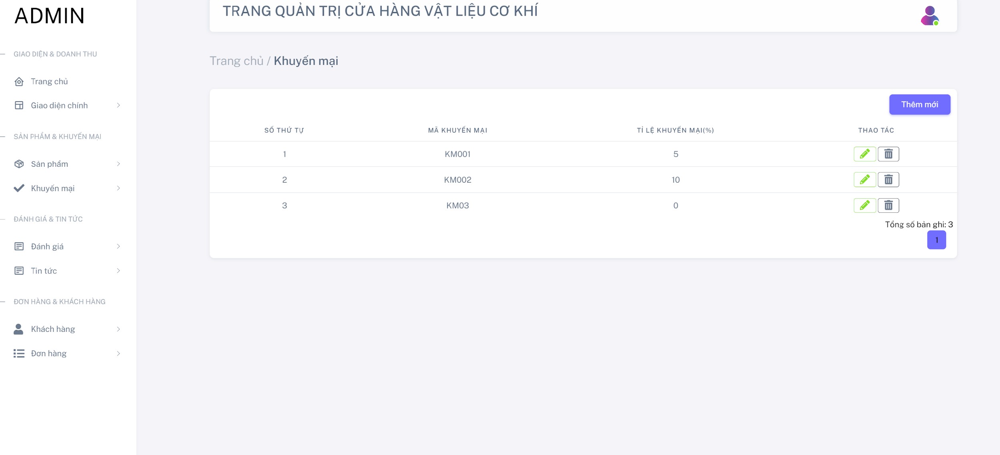 ADMIN
GIAO DIỆN & DOANH THU
Trang chủ
Giao diện chính
SẢN PHẨM & KHUYẾN MẠI
Sản phẩm
Khuyến mại
ĐÁNH GIÁ & TIN TỨC
Đánh giá
Tin tức
ĐƠN HÀNG & KHÁCH HÀNG
Khách hàng
Đơn hàng
TRANG QUẢN TRỊ CỬA HÀNG VẬT LIỆU CƠ KHÍ
Trang chủ / Khuyến mại
Thêm mới
SỐ THỨ TỰ MÃ KHUYẾN MẠI TỈ LỆ KHUYẾN MẠI(%) THAO TÁC
1 KM001 5
2 KM002 10
3 KM03 0
Tổng số bản ghi: 3
1